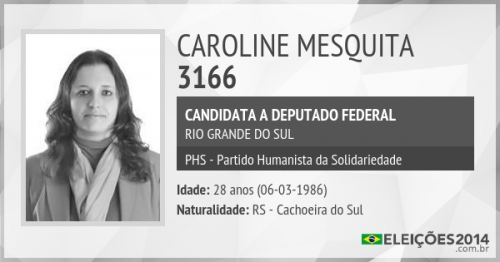 CAROLINE MESQUITA
3166
CANDIDATA A DEPUTADO FEDERAL
RIO GRANDE DO SUL
PHS - Partido Humanista da Solidariedade
Idade: 28 anos (06-03-1986)
Naturalidade: RS - Cachoeira do Sul
ELEIÇÕES2014
.com.br